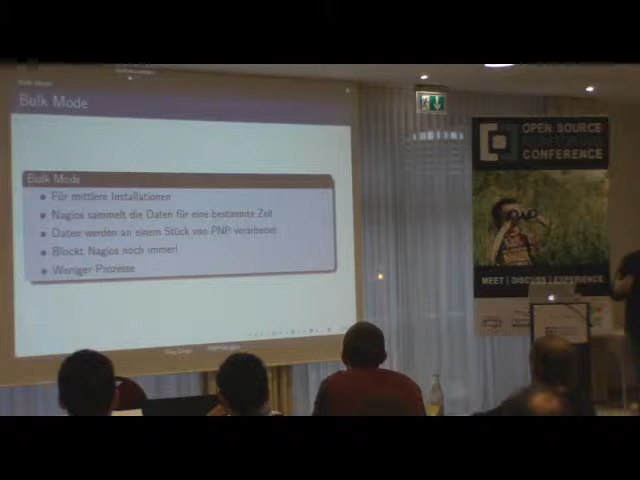 Bulk Mode
Bulk Mode
Für mittlere Installationen
Nagios sammelt die Daten für eine bestimmte Zeit
Daten werden an einem Stück von PNP verarbeitet
Blockt Nagios noch immer!
Weniger Prozesse
OPEN SOURCE
MONITORING
CONFERENCE
MEET | DISCUSS | EXPERIENCE